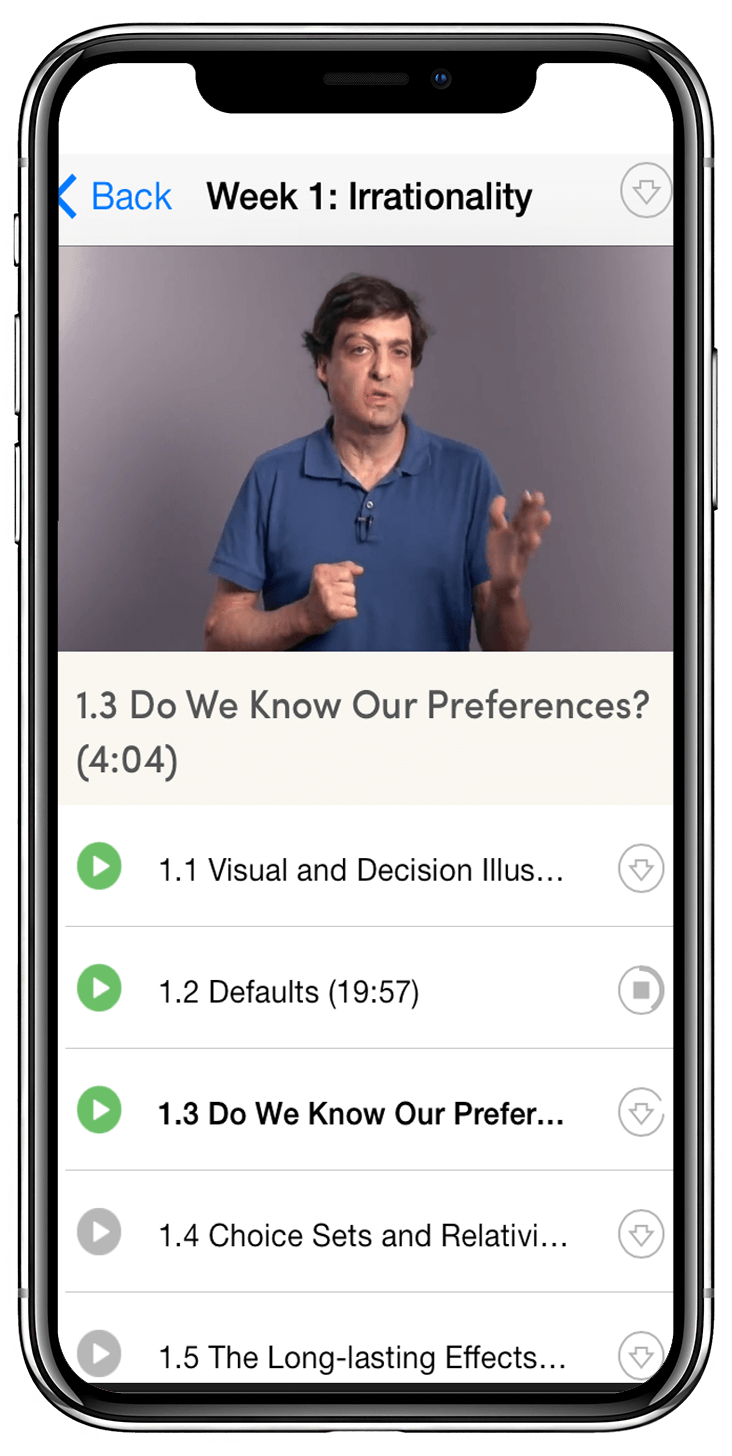 Back Week 1: Irrationality
1.3 Do We Know Our Preferences?
(4:04)
1.1 Visual and Decision Illus...
1.2 Defaults (19:57)
1.3 Do We Know Our Prefer...
1.4 Choice Sets and Relativi...
1.5 The Long-lasting Effects...